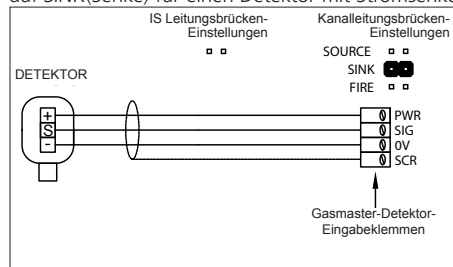 auf SINK(Senke) für einen Detektor mit Stromsenke
IS Leitungsbrücken-
Einstellungen
Kanalleitungsbrücken-
Einstellungen
SOURCE
SINK
FIRE
DETEKTOR
+
S
-
PWR
SIG
0V
SCR
Gasmaster-Detektor-
Eingabeklemmen